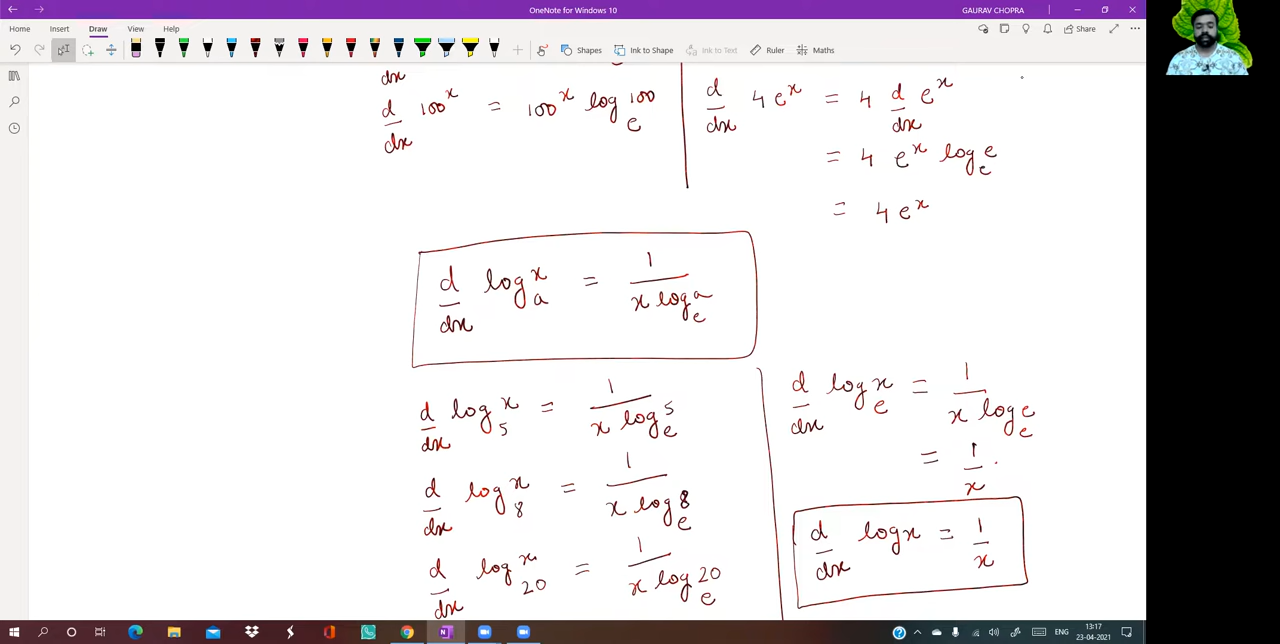 OneNote for Windows 10
GAURAV CHOPRA
Home Insert Draw View Help
Share
Shapes Ink to Shape Ink to Text Ruler Maths
dx
d/dx 100^x = 100^x log_e 100
d/dx 4e^x = 4 d/dx e^x
= 4 e^x log_e e
= 4e^x
d/dx log_a x = 1/(x log_e a)
d/dx log_5 x = 1/(x log_e 5)
d/dx log_8 x = 1/(x log_e 8)
d/dx log_20 x = 1/(x log_e 20)
d/dx log_e x = 1/(x log_e e)
= 1/x .
d/dx log x = 1/x
ENG
13:17
23-04-2021